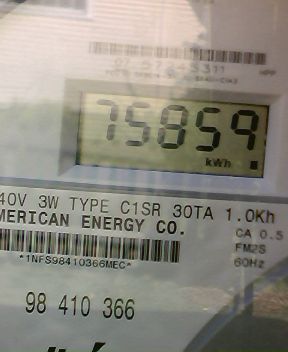 75859
kWh
40V 3W TYPE C1SR 30TA 1.0Kh
MERICAN ENERGY CO.
CA 0.5
FM2S
60Hz
*1NFS98410366MEC*
98 410 366